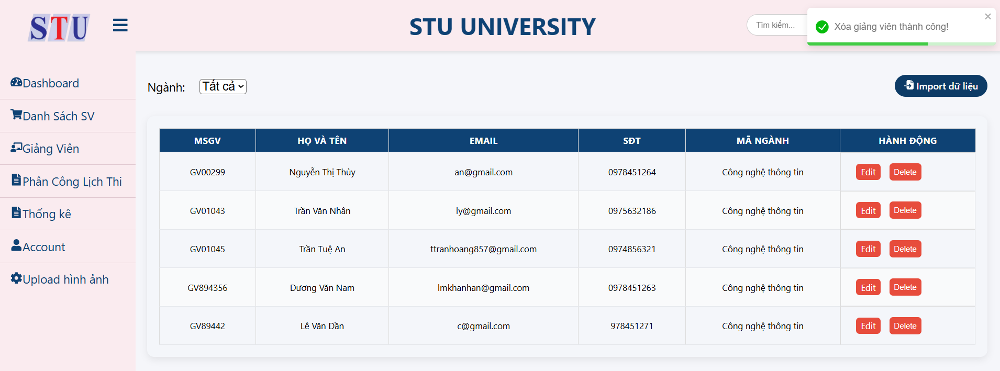 STU
STU UNIVERSITY
Tìm kiếm...
Xóa giảng viên thành công!
Dashboard
Danh Sách SV
Giảng Viên
Phân Công Lịch Thi
Thống kê
Account
Upload hình ảnh
Ngành: Tất cả
Import dữ liệu
MSGV HỌ VÀ TÊN EMAIL SĐT MÃ NGÀNH HÀNH ĐỘNG
GV00299 Nguyễn Thị Thủy an@gmail.com 0978451264 Công nghệ thông tin Edit Delete
GV01043 Trần Văn Nhân ly@gmail.com 0975632186 Công nghệ thông tin Edit Delete
GV01045 Trần Tuệ An ttranhoang857@gmail.com 0974856321 Công nghệ thông tin Edit Delete
GV894356 Dương Văn Nam lmkhanhan@gmail.com 0978451263 Công nghệ thông tin Edit Delete
GV89442 Lê Văn Dần c@gmail.com 978451271 Công nghệ thông tin Edit Delete